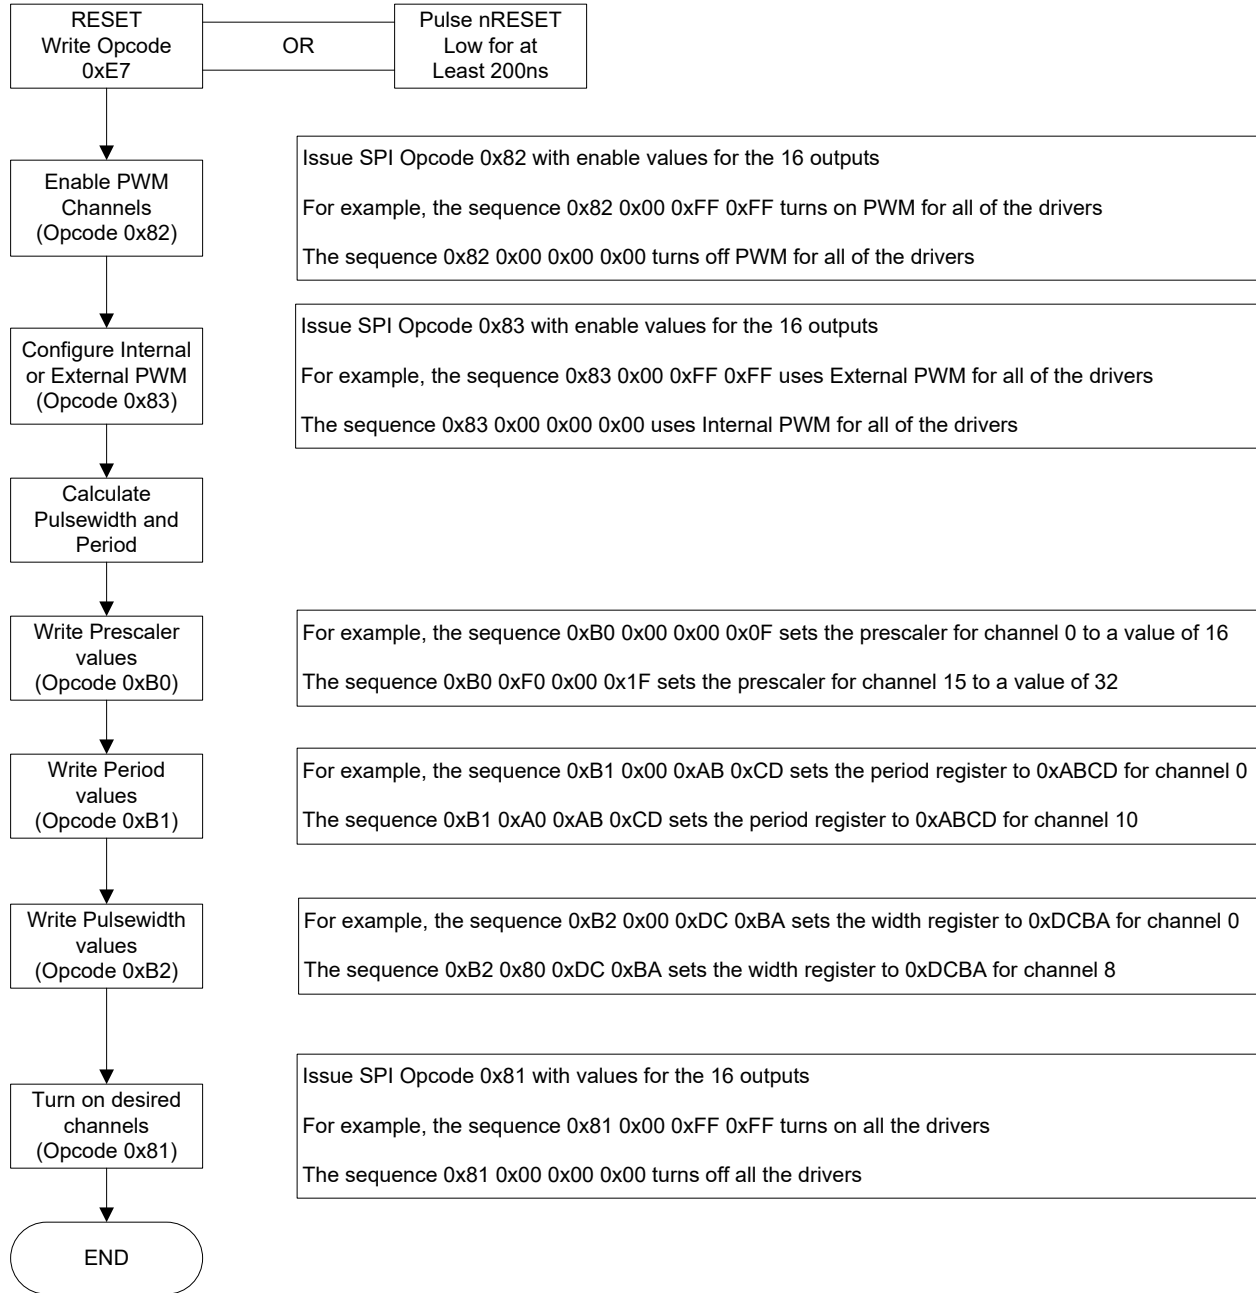 RESET
Write Opcode
0xE7
OR
Pulse nRESET
Low for at
Least 200ns
Enable PWM
Channels
(Opcode 0x82)
Issue SPI Opcode 0x82 with enable values for the 16 outputs
For example, the sequence 0x82 0x00 0xFF 0xFF turns on PWM for all of the drivers
The sequence 0x82 0x00 0x00 0x00 turns off PWM for all of the drivers
Configure Internal
or External PWM
(Opcode 0x83)
Issue SPI Opcode 0x83 with enable values for the 16 outputs
For example, the sequence 0x83 0x00 0xFF 0xFF uses External PWM for all of the drivers
The sequence 0x83 0x00 0x00 0x00 uses Internal PWM for all of the drivers
Calculate
Pulsewidth and
Period
Write Prescaler
values
(Opcode 0xB0)
For example, the sequence 0xB0 0x00 0x00 0x0F sets the prescaler for channel 0 to a value of 16
The sequence 0xB0 0xF0 0x00 0x1F sets the prescaler for channel 15 to a value of 32
Write Period
values
(Opcode 0xB1)
For example, the sequence 0xB1 0x00 0xAB 0xCD sets the period register to 0xABCD for channel 0
The sequence 0xB1 0xA0 0xAB 0xCD sets the period register to 0xABCD for channel 10
Write Pulsewidth
values
(Opcode 0xB2)
For example, the sequence 0xB2 0x00 0xDC 0xBA sets the width register to 0xDCBA for channel 0
The sequence 0xB2 0x80 0xDC 0xBA sets the width register to 0xDCBA for channel 8
Turn on desired
channels
(Opcode 0x81)
Issue SPI Opcode 0x81 with values for the 16 outputs
For example, the sequence 0x81 0x00 0xFF 0xFF turns on all the drivers
The sequence 0x81 0x00 0x00 0x00 turns off all the drivers
END